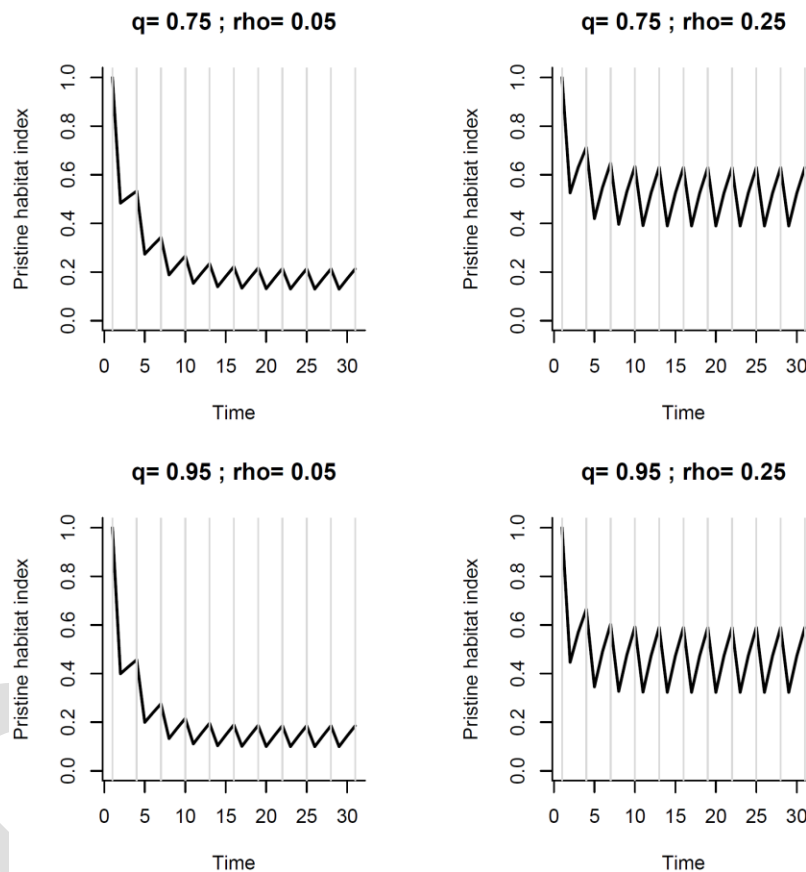 q= 0.75 ; rho= 0.05
Pristine habitat index
0.0 0.2 0.4 0.6 0.8 1.0
0 5 10 15 20 25 30
Time
q= 0.75 ; rho= 0.25
Pristine habitat index
0.0 0.2 0.4 0.6 0.8 1.0
0 5 10 15 20 25 30
Time
q= 0.95 ; rho= 0.05
Pristine habitat index
0.0 0.2 0.4 0.6 0.8 1.0
0 5 10 15 20 25 30
Time
q= 0.95 ; rho= 0.25
Pristine habitat index
0.0 0.2 0.4 0.6 0.8 1.0
0 5 10 15 20 25 30
Time